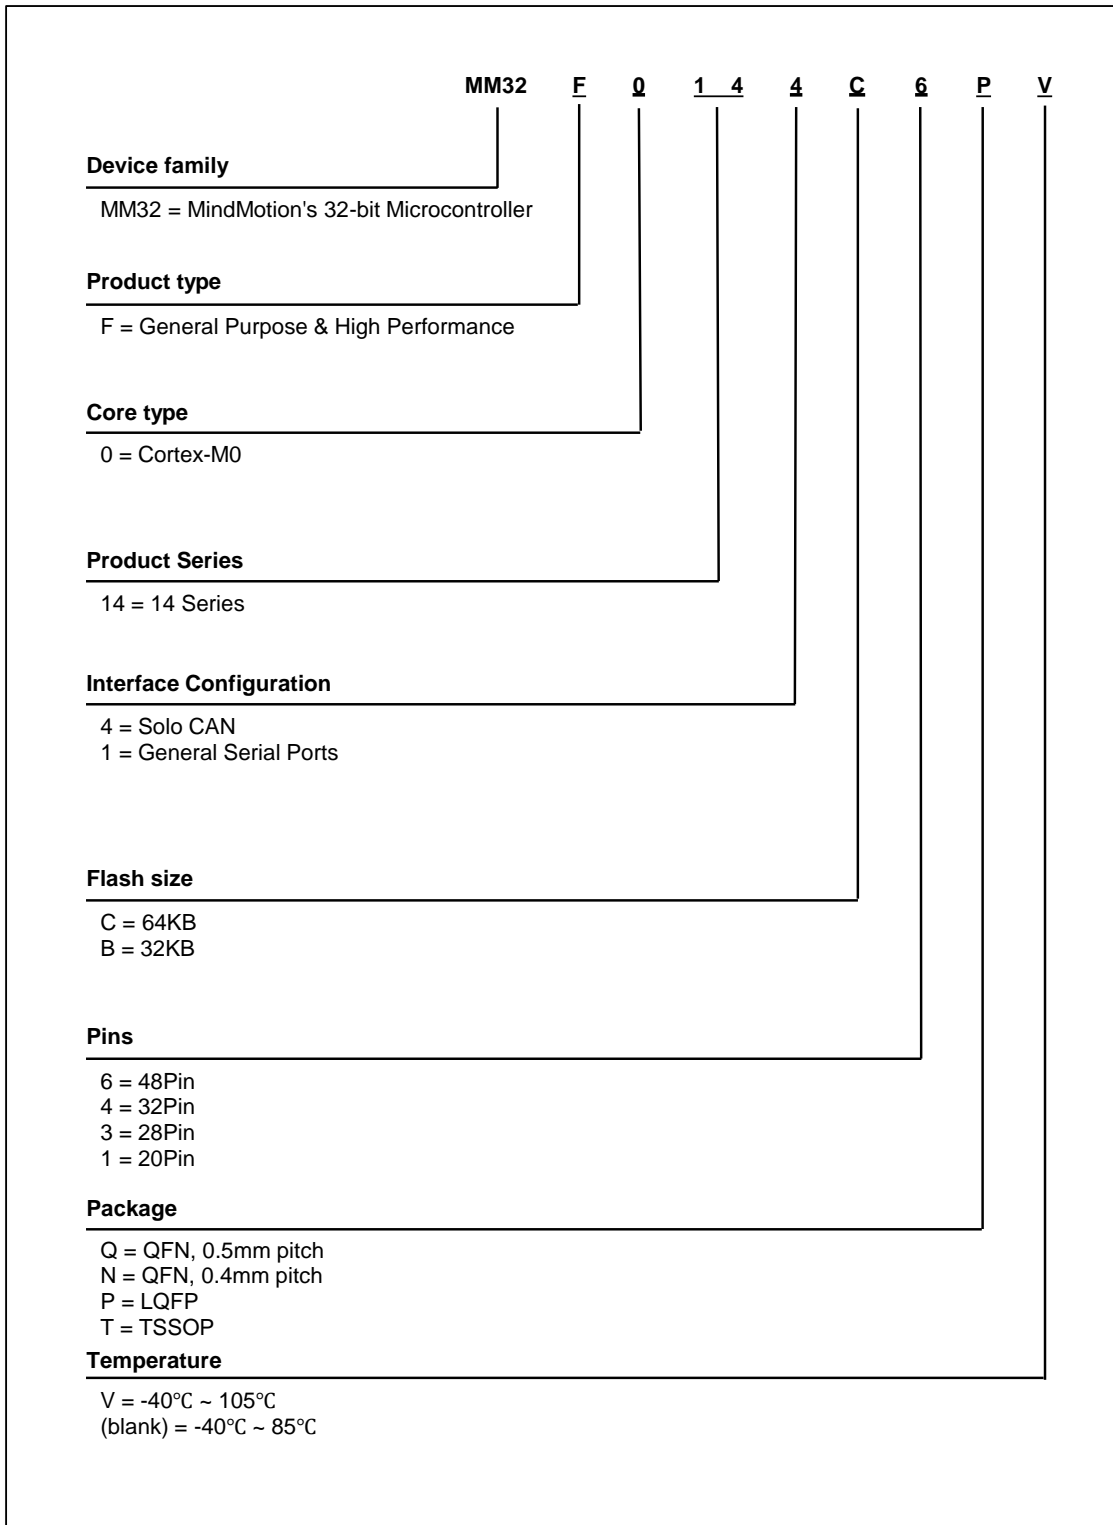 MM32 F 0 1 4 4 C 6 P V
Device family
MM32 = MindMotion's 32-bit Microcontroller
Product type
F = General Purpose & High Performance
Core type
0 = Cortex-M0
Product Series
14 = 14 Series
Interface Configuration
4 = Solo CAN
1 = General Serial Ports
Flash size
C = 64KB
B = 32KB
Pins
6 = 48Pin
4 = 32Pin
3 = 28Pin
1 = 20Pin
Package
Q = QFN, 0.5mm pitch
N = QFN, 0.4mm pitch
P = LQFP
T = TSSOP
Temperature
V = -40℃ ~ 105℃
(blank) = -40℃ ~ 85℃